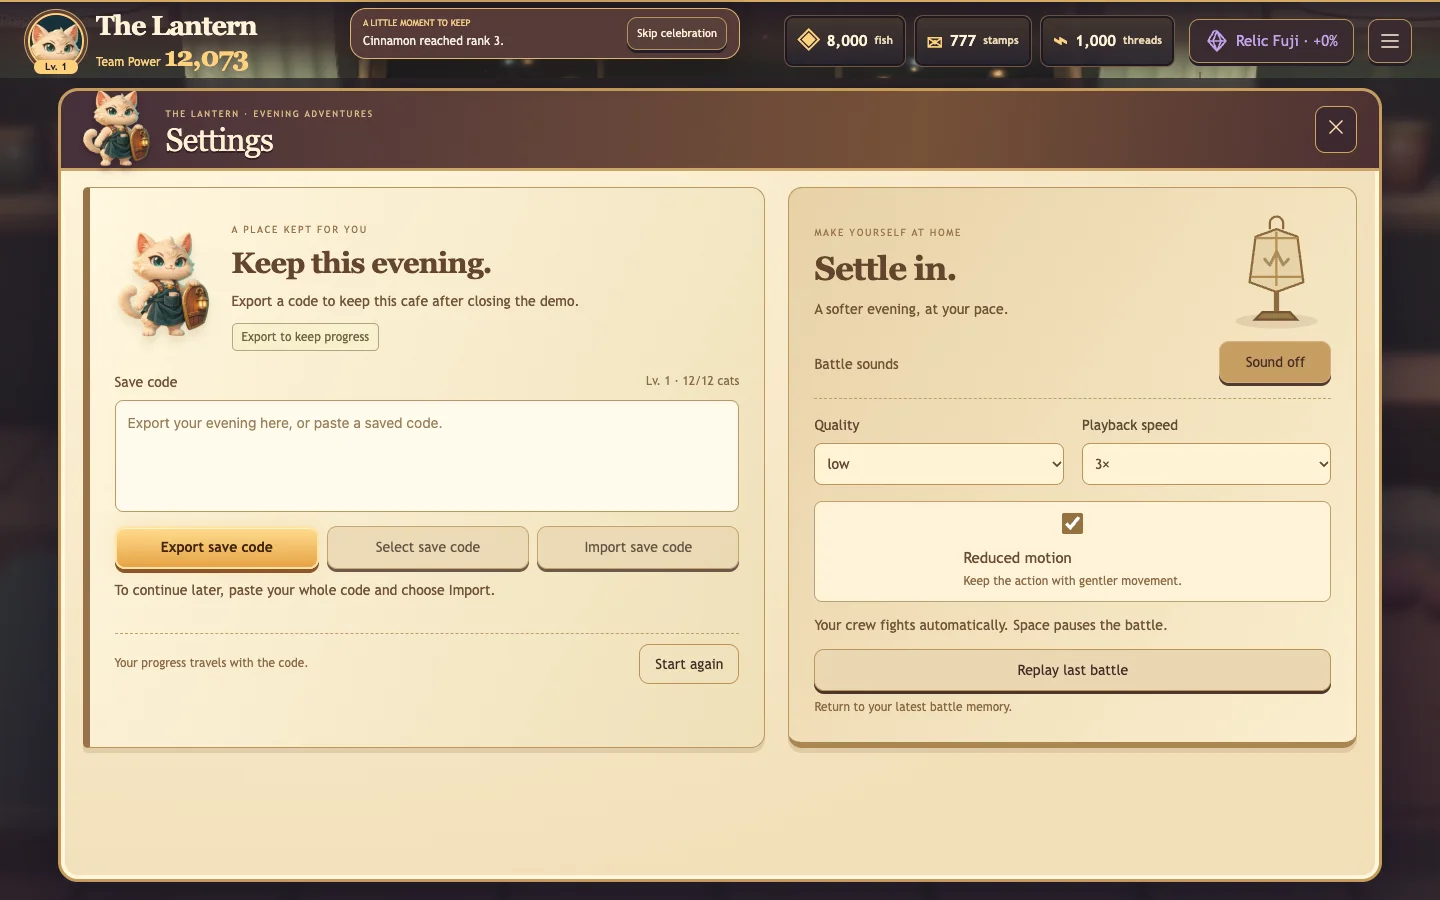 The Lantern
Team Power 12,073
Lv. 1
A LITTLE MOMENT TO KEEP
Cinnamon reached rank 3.
Skip celebration
8,000 fish
777 stamps
1,000 threads
Relic Fuji · +0%
THE LANTERN · EVENING ADVENTURES
Settings
A PLACE KEPT FOR YOU
Keep this evening.
Export a code to keep this cafe after closing the demo.
Export to keep progress
Save code
Lv. 1 · 12/12 cats
Export your evening here, or paste a saved code.
Export save code
Select save code
Import save code
To continue later, paste your whole code and choose Import.
Your progress travels with the code.
Start again
MAKE YOURSELF AT HOME
Settle in.
A softer evening, at your pace.
Battle sounds
Sound off
Quality
Playback speed
low
3×
Reduced motion
Keep the action with gentler movement.
Your crew fights automatically. Space pauses the battle.
Replay last battle
Return to your latest battle memory.